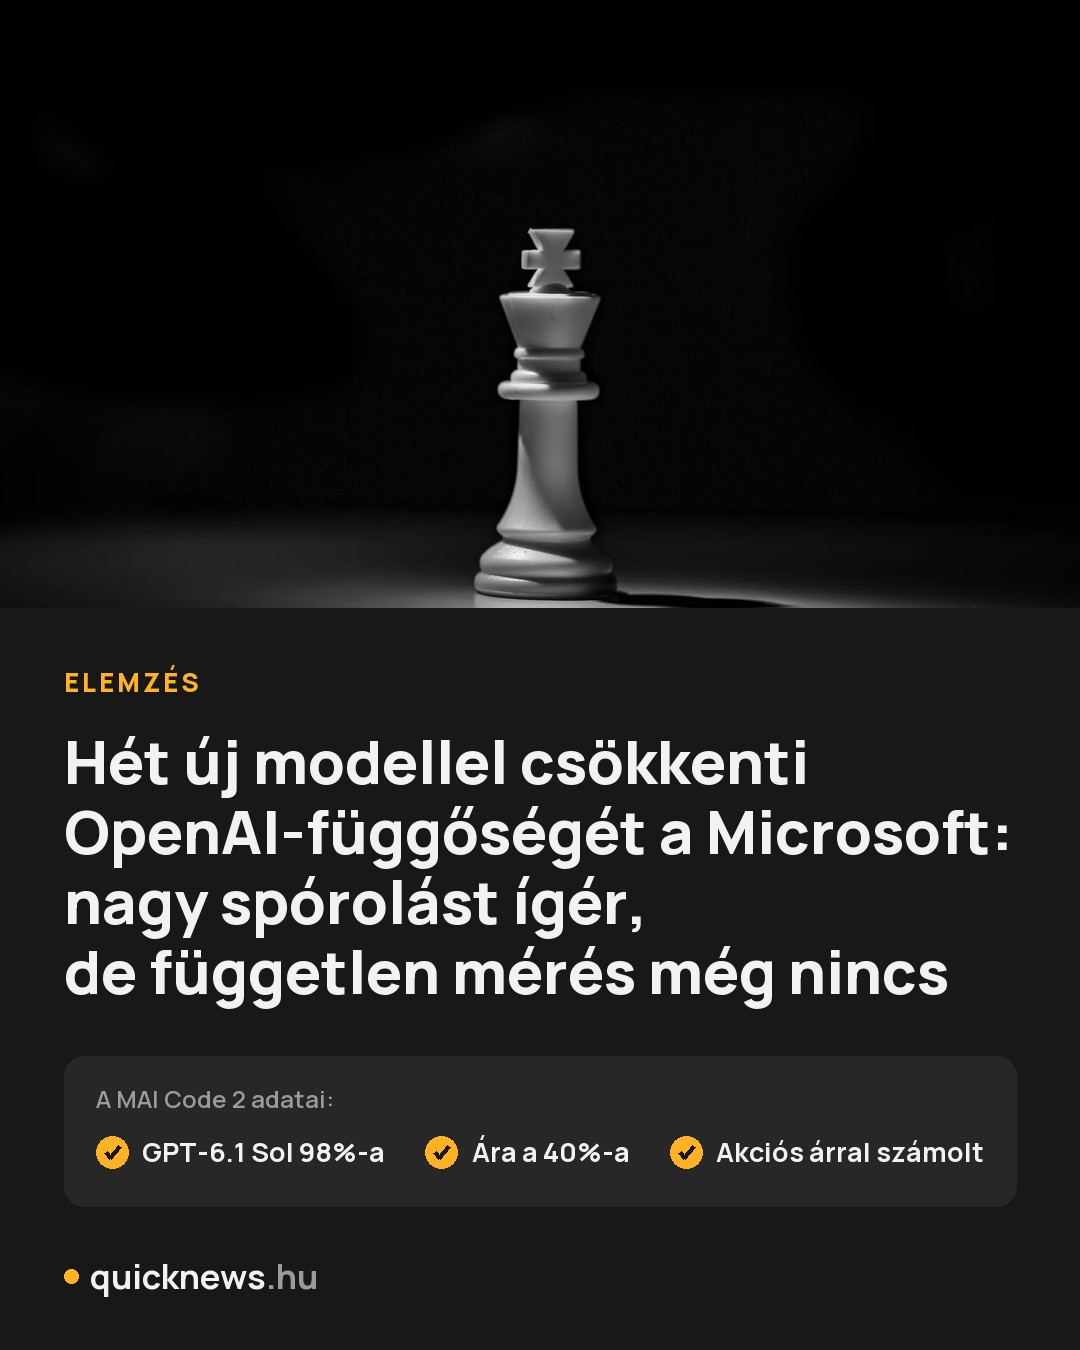 ELEMZÉS
Hét új modellel csökkenti
OpenAI-függőségét a Microsoft:
nagy spórolást ígér,
de független mérés még nincs
A MAI Code 2 adatai:
GPT-6.1 Sol 98%-a Ára a 40%-a Akciós árral számolt
quicknews.hu